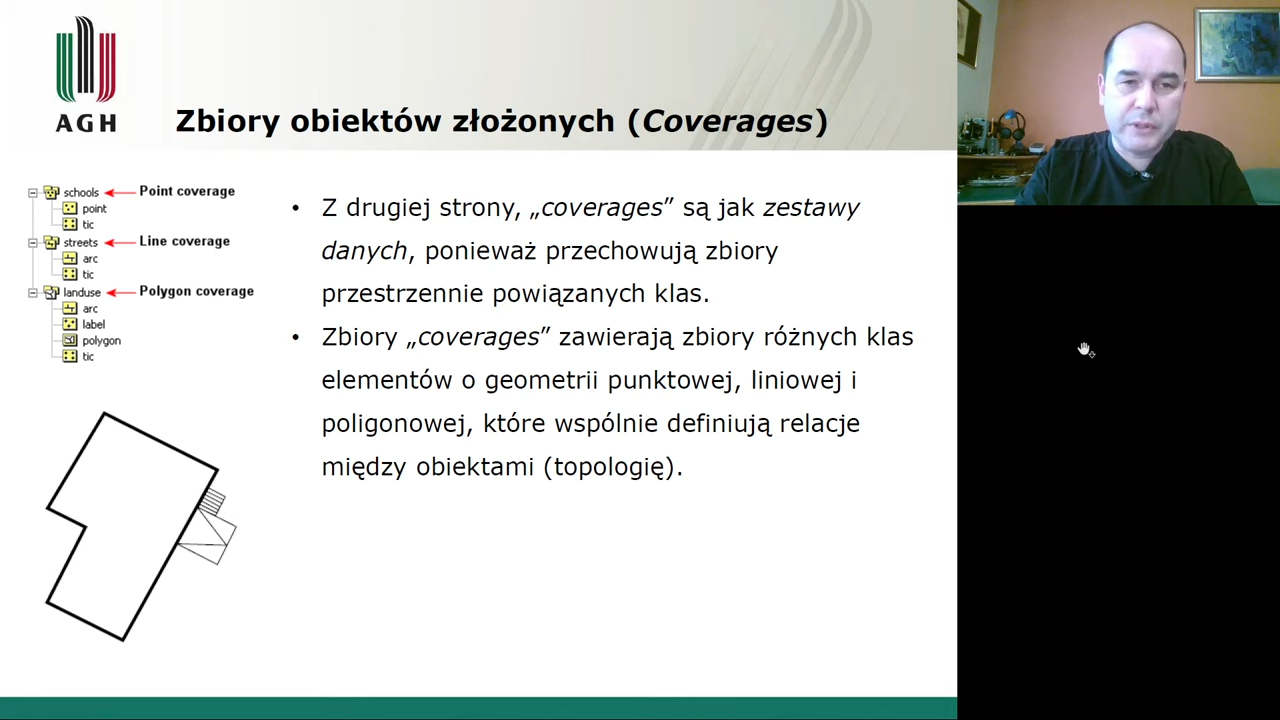 AGH
Zbiory obiektów złożonych (Coverages)
schools
Point coverage
point
tic
streets
Line coverage
arc
tic
landuse
Polygon coverage
arc
label
polygon
tic
• Z drugiej strony, „coverages” są jak zestawy
danych, ponieważ przechowują zbiory
przestrzennie powiązanych klas.
• Zbiory „coverages” zawierają zbiory różnych klas
elementów o geometrii punktowej, liniowej i
poligonowej, które wspólnie definiują relacje
między obiektami (topologię).